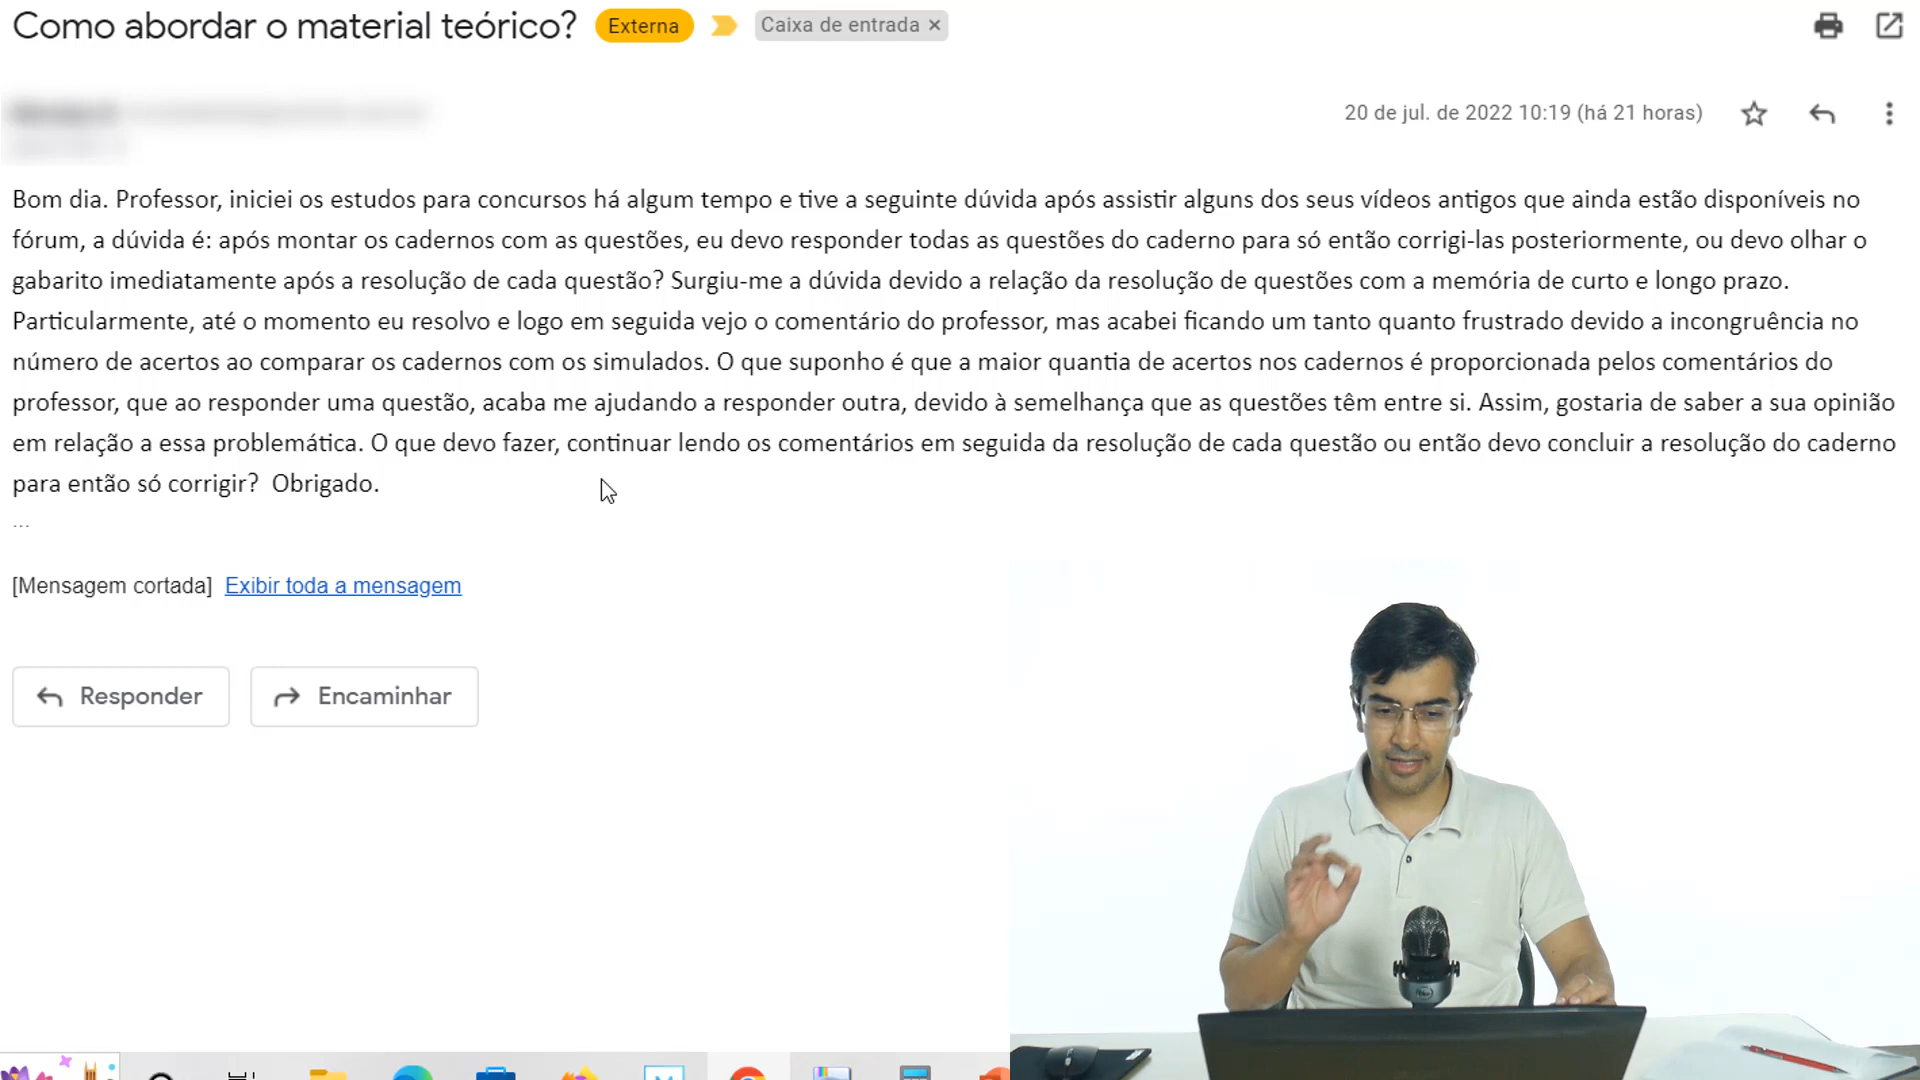 Como abordar o material teórico? Externa Caixa de entrada ×
20 de jul. de 2022 10:19 (há 21 horas)
Bom dia. Professor, iniciei os estudos para concursos há algum tempo e tive a seguinte dúvida após assistir alguns dos seus vídeos antigos que ainda estão disponíveis no
fórum, a dúvida é: após montar os cadernos com as questões, eu devo responder todas as questões do caderno para só então corrigi-las posteriormente, ou devo olhar o
gabarito imediatamente após a resolução de cada questão? Surgiu-me a dúvida devido a relação da resolução de questões com a memória de curto e longo prazo.
Particularmente, até o momento eu resolvo e logo em seguida vejo o comentário do professor, mas acabei ficando um tanto quanto frustrado devido a incongruência no
número de acertos ao comparar os cadernos com os simulados. O que suponho é que a maior quantia de acertos nos cadernos é proporcionada pelos comentários do
professor, que ao responder uma questão, acaba me ajudando a responder outra, devido à semelhança que as questões têm entre si. Assim, gostaria de saber a sua opinião
em relação a essa problemática. O que devo fazer, continuar lendo os comentários em seguida da resolução de cada questão ou então devo concluir a resolução do caderno
para então só corrigir?  Obrigado.
...
[Mensagem cortada] Exibir toda a mensagem
Responder Encaminhar